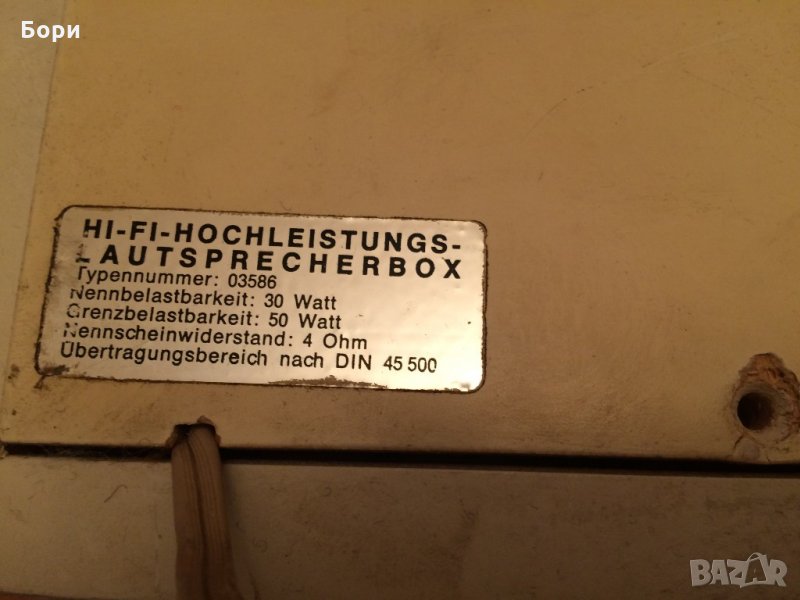 Бори
HI-FI-HOCHLEISTUNGS-
LAUTSPRECHERBOX
Typennummer: 03586
Nennbelastbarkeit: 30 Watt
Grenzbelastbarkeit: 50 Watt
Nennscheinwiderstand: 4 Ohm
Übertragungsbereich nach DIN 45 500
BAZAR